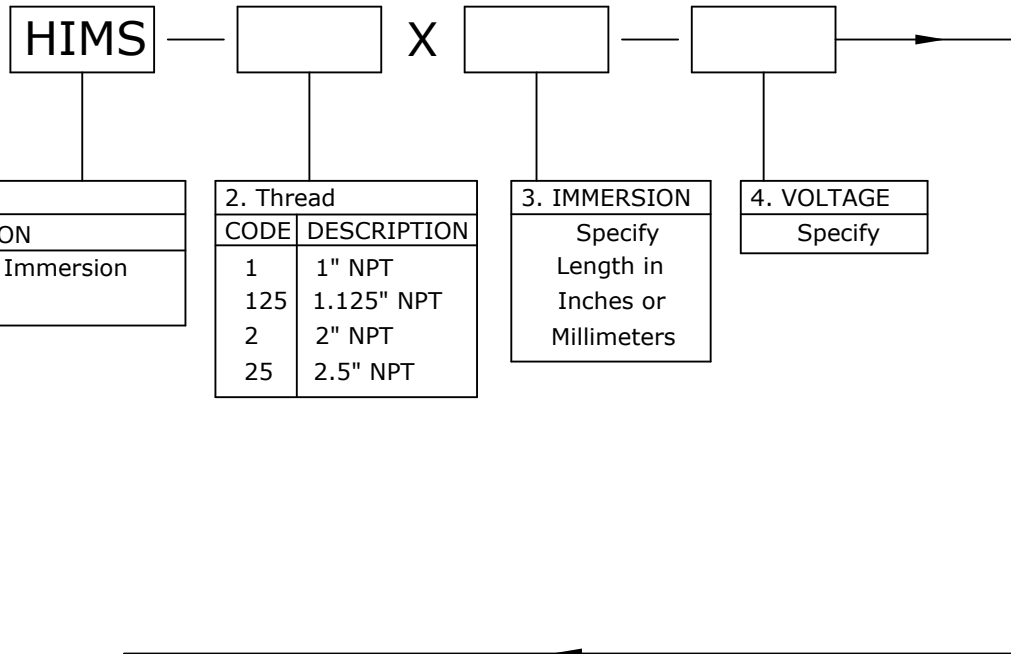 HIMS — X —
ON
Immersion
2. Thread
CODE DESCRIPTION
1 1" NPT
125 1.125" NPT
2 2" NPT
25 2.5" NPT
3. IMMERSION
Specify
Length in
Inches or
Millimeters
4. VOLTAGE
Specify